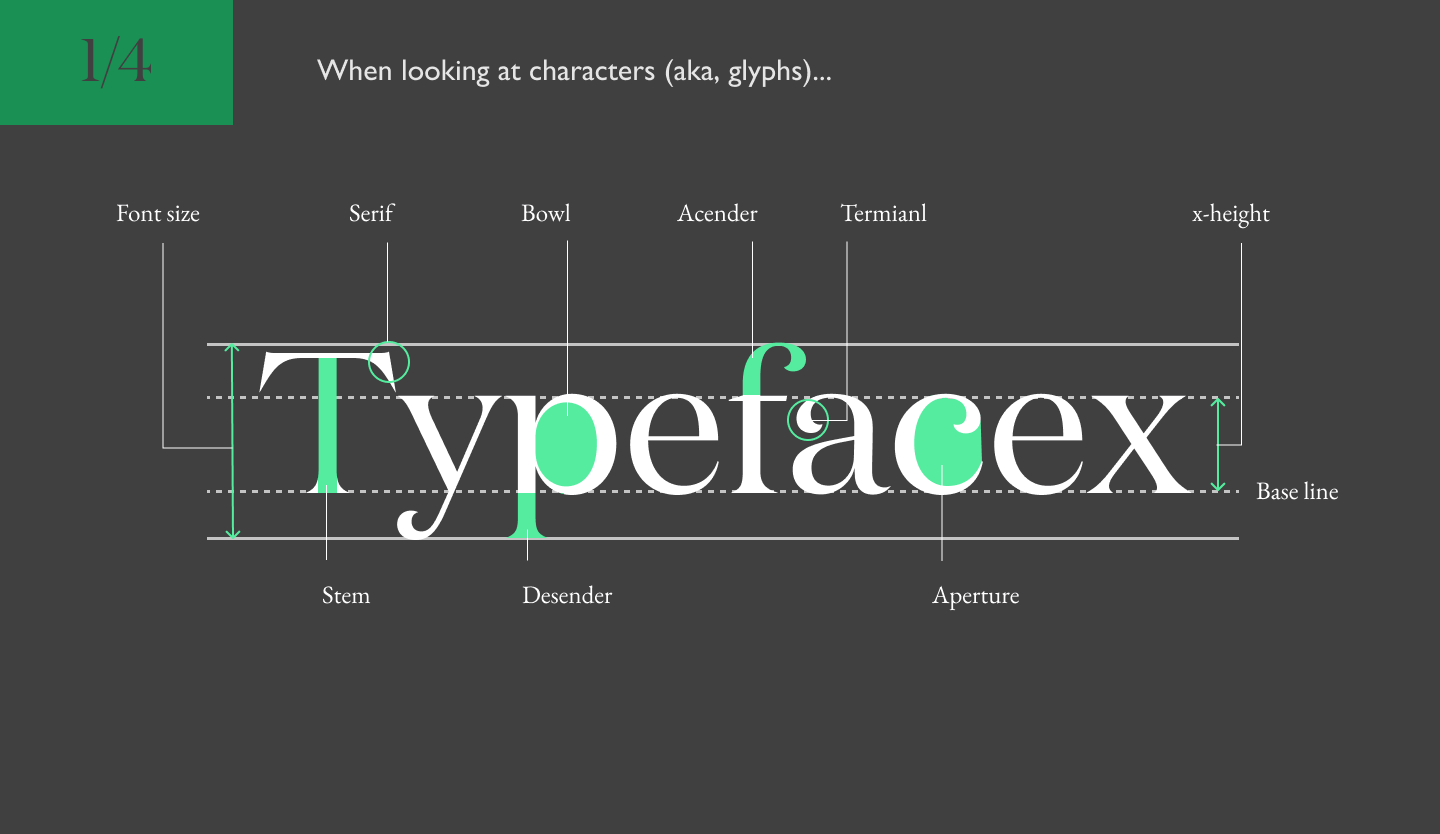 1/4
When looking at characters (aka, glyphs)...
Font size
Serif
Bowl
Acender
Termianl
x-height
Typefacex
Base line
Stem
Desender
Aperture